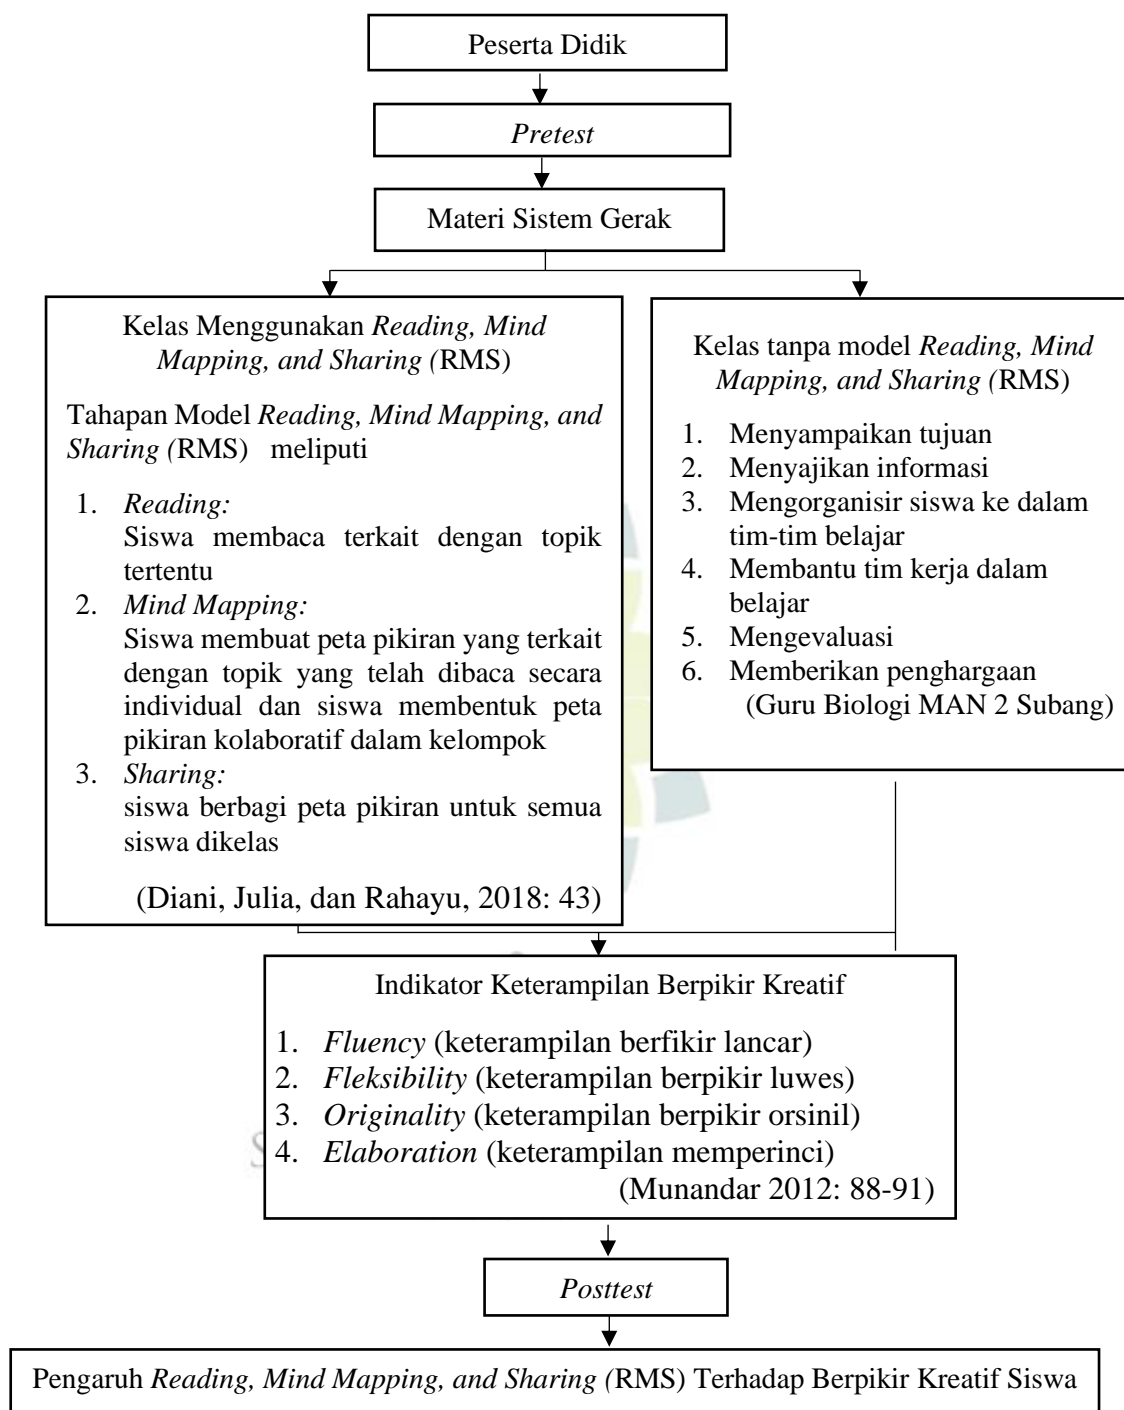 Peserta Didik
Pretest
Materi Sistem Gerak
Kelas Menggunakan Reading, Mind
Mapping, and Sharing (RMS)
Tahapan Model Reading, Mind Mapping, and
Sharing (RMS) meliputi
1. Reading:
Siswa membaca terkait dengan topik
tertentu
2. Mind Mapping:
Siswa membuat peta pikiran yang terkait
dengan topik yang telah dibaca secara
individual dan siswa membentuk peta
pikiran kolaboratif dalam kelompok
3. Sharing:
siswa berbagi peta pikiran untuk semua
siswa dikelas
(Diani, Julia, dan Rahayu, 2018: 43)
Kelas tanpa model Reading, Mind
Mapping, and Sharing (RMS)
1. Menyampaikan tujuan
2. Menyajikan informasi
3. Mengorganisir siswa ke dalam
tim-tim belajar
4. Membantu tim kerja dalam
belajar
5. Mengevaluasi
6. Memberikan penghargaan
(Guru Biologi MAN 2 Subang)
Indikator Keterampilan Berpikir Kreatif
1. Fluency (keterampilan berfikir lancar)
2. Fleksibility (keterampilan berpikir luwes)
3. Originality (keterampilan berpikir orsinil)
4. Elaboration (keterampilan memperinci)
(Munandar 2012: 88-91)
Posttest
Pengaruh Reading, Mind Mapping, and Sharing (RMS) Terhadap Berpikir Kreatif Siswa